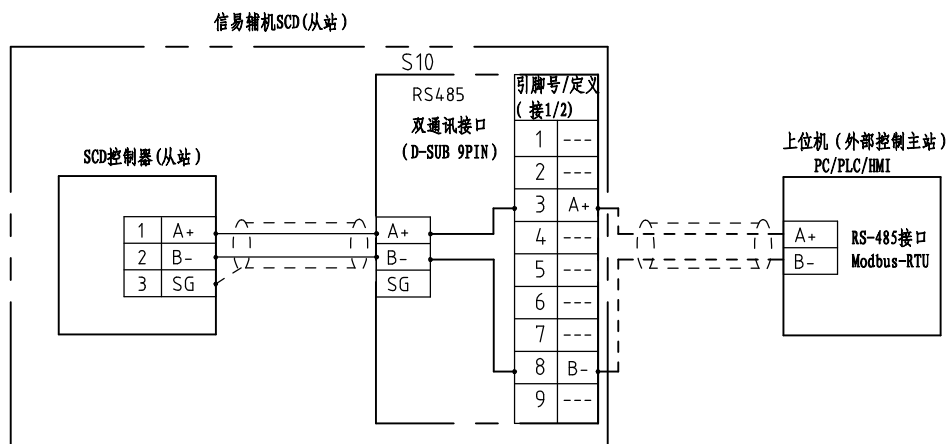 信易辅机SCD(从站)
S10
RS485
双通讯接口
(D-SUB 9PIN)
引脚号/定义
( 接1/2)
1 ---
2 ---
3 A+
4 ---
5 ---
6 ---
7 ---
8 B-
9 ---
SCD控制器(从站)
1 A+
2 B-
3 SG
A+
B-
SG
上位机 (外部控制主站)
PC/PLC/HMI
A+
B-
RS-485接口
Modbus-RTU